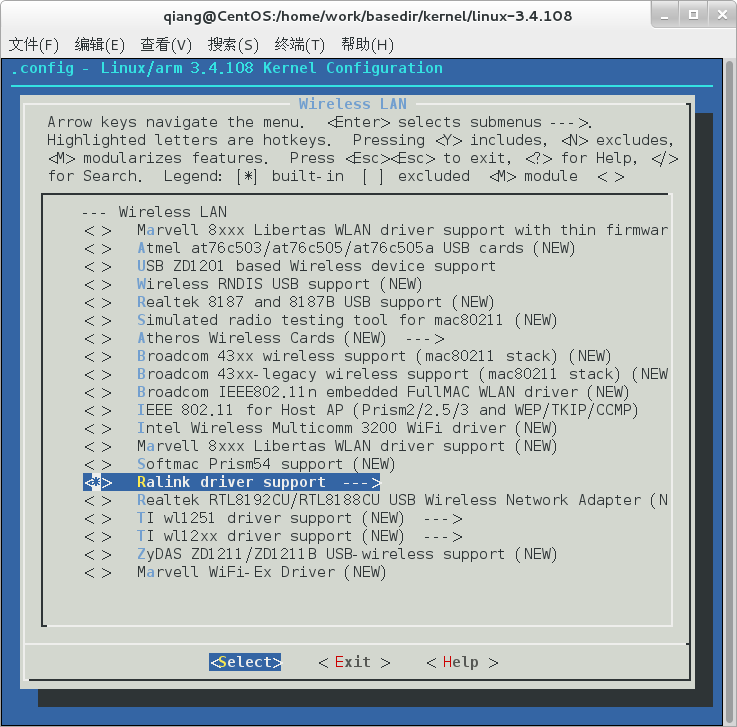 qiang@CentOS:/home/work/basedir/kernel/linux-3.4.108
文件(F) 编辑(E) 查看(V) 搜索(S) 终端(T) 帮助(H)
.config - Linux/arm 3.4.108 Kernel Configuration
Wireless LAN
Arrow keys navigate the menu. <Enter> selects submenus --->.
Highlighted letters are hotkeys. Pressing <Y> includes, <N> excludes,
<M> modularizes features. Press <Esc><Esc> to exit, <?> for Help, </>
for Search. Legend: [*] built-in [ ] excluded <M> module < >
--- Wireless LAN
< > Marvell 8xxx Libertas WLAN driver support with thin firmwar
< > Atmel at76c503/at76c505/at76c505a USB cards (NEW)
< > USB ZD1201 based Wireless device support
< > Wireless RNDIS USB support (NEW)
< > Realtek 8187 and 8187B USB support (NEW)
< > Simulated radio testing tool for mac80211 (NEW)
< > Atheros Wireless Cards (NEW) --->
< > Broadcom 43xx wireless support (mac80211 stack) (NEW)
< > Broadcom 43xx-legacy wireless support (mac80211 stack) (NEW
< > Broadcom IEEE802.11n embedded FullMAC WLAN driver (NEW)
< > IEEE 802.11 for Host AP (Prism2/2.5/3 and WEP/TKIP/CCMP)
< > Intel Wireless Multicomm 3200 WiFi driver (NEW)
< > Marvell 8xxx Libertas WLAN driver support (NEW)
< > Softmac Prism54 support (NEW)
<*> Ralink driver support --->
< > Realtek RTL8192CU/RTL8188CU USB Wireless Network Adapter (N
< > TI wl1251 driver support (NEW) --->
< > TI wl12xx driver support (NEW) --->
< > ZyDAS ZD1211/ZD1211B USB-wireless support (NEW)
< > Marvell WiFi-Ex Driver (NEW)
<Select> < Exit > < Help >